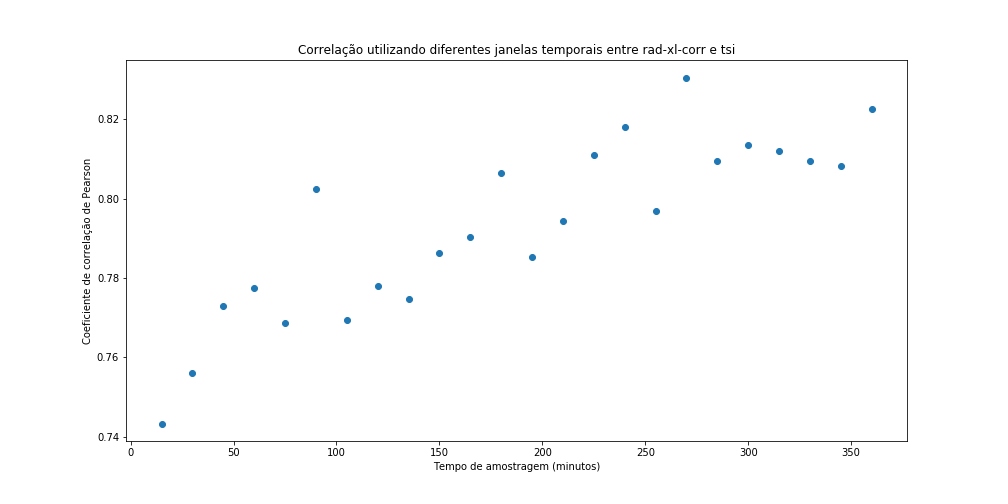 Correlação utilizando diferentes janelas temporais entre rad-xl-corr e tsi
Coeficiente de correlação de Pearson
0.82
0.80
0.78
0.76
0.74
0 50 100 150 200 250 300 350
Tempo de amostragem (minutos)